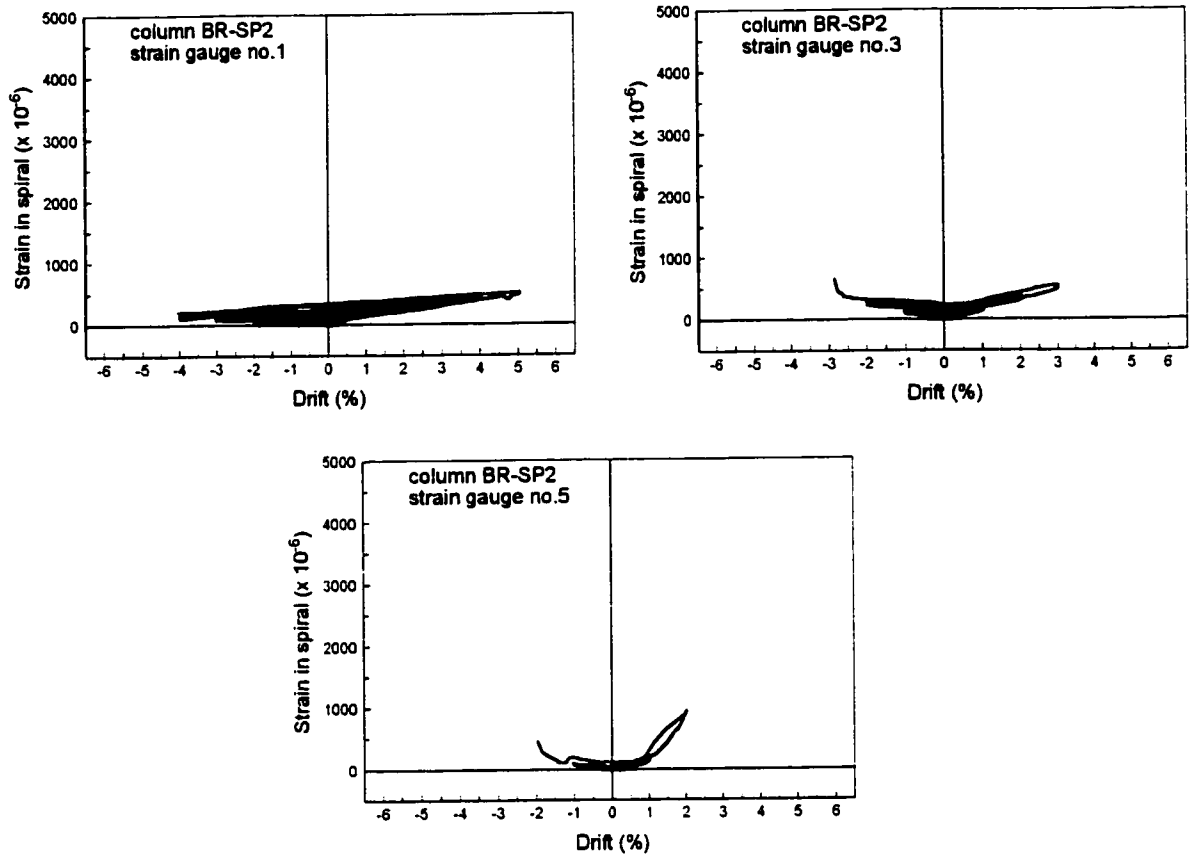 column BR-SP2
strain gauge no.1
5000
4000
3000
2000
1000
0
Strain in spiral (x 10⁻⁶)
-6 -5 -4 -3 -2 -1 0 1 2 3 4 5 6
Drift (%)
column BR-SP2
strain gauge no.3
5000
4000
3000
2000
1000
0
Strain in spiral (x 10⁻⁶)
-6 -5 -4 -3 -2 -1 0 1 2 3 4 5 6
Drift (%)
column BR-SP2
strain gauge no.5
5000
4000
3000
2000
1000
0
Strain in spiral (x 10⁻⁶)
-6 -5 -4 -3 -2 -1 0 1 2 3 4 5 6
Drift (%)